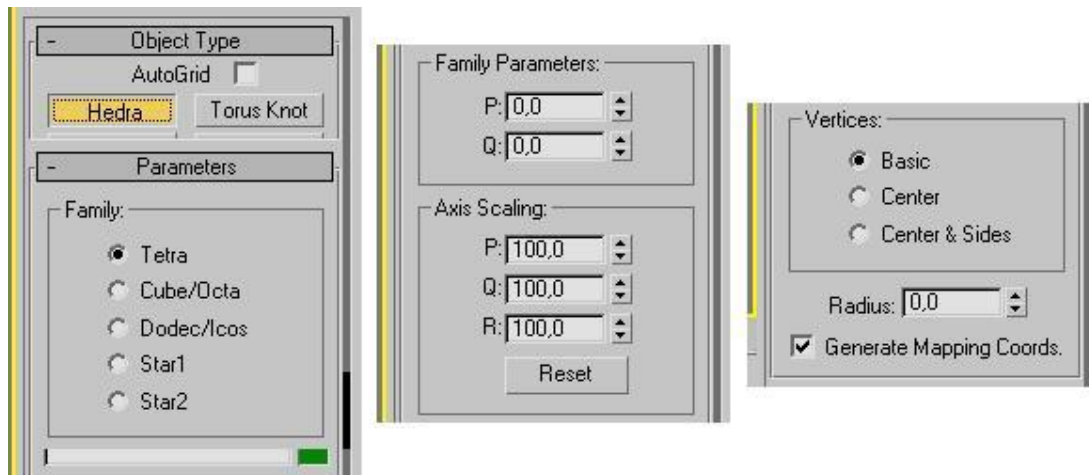 - Object Type
AutoGrid
Hedra Torus Knot
- Parameters
Family:
Tetra
Cube/Octa
Dodec/Icos
Star1
Star2
Family Parameters:
P: 0,0
Q: 0,0
Axis Scaling:
P: 100,0
Q: 100,0
R: 100,0
Reset
Vertices:
Basic
Center
Center & Sides
Radius: 0,0
Generate Mapping Coords.